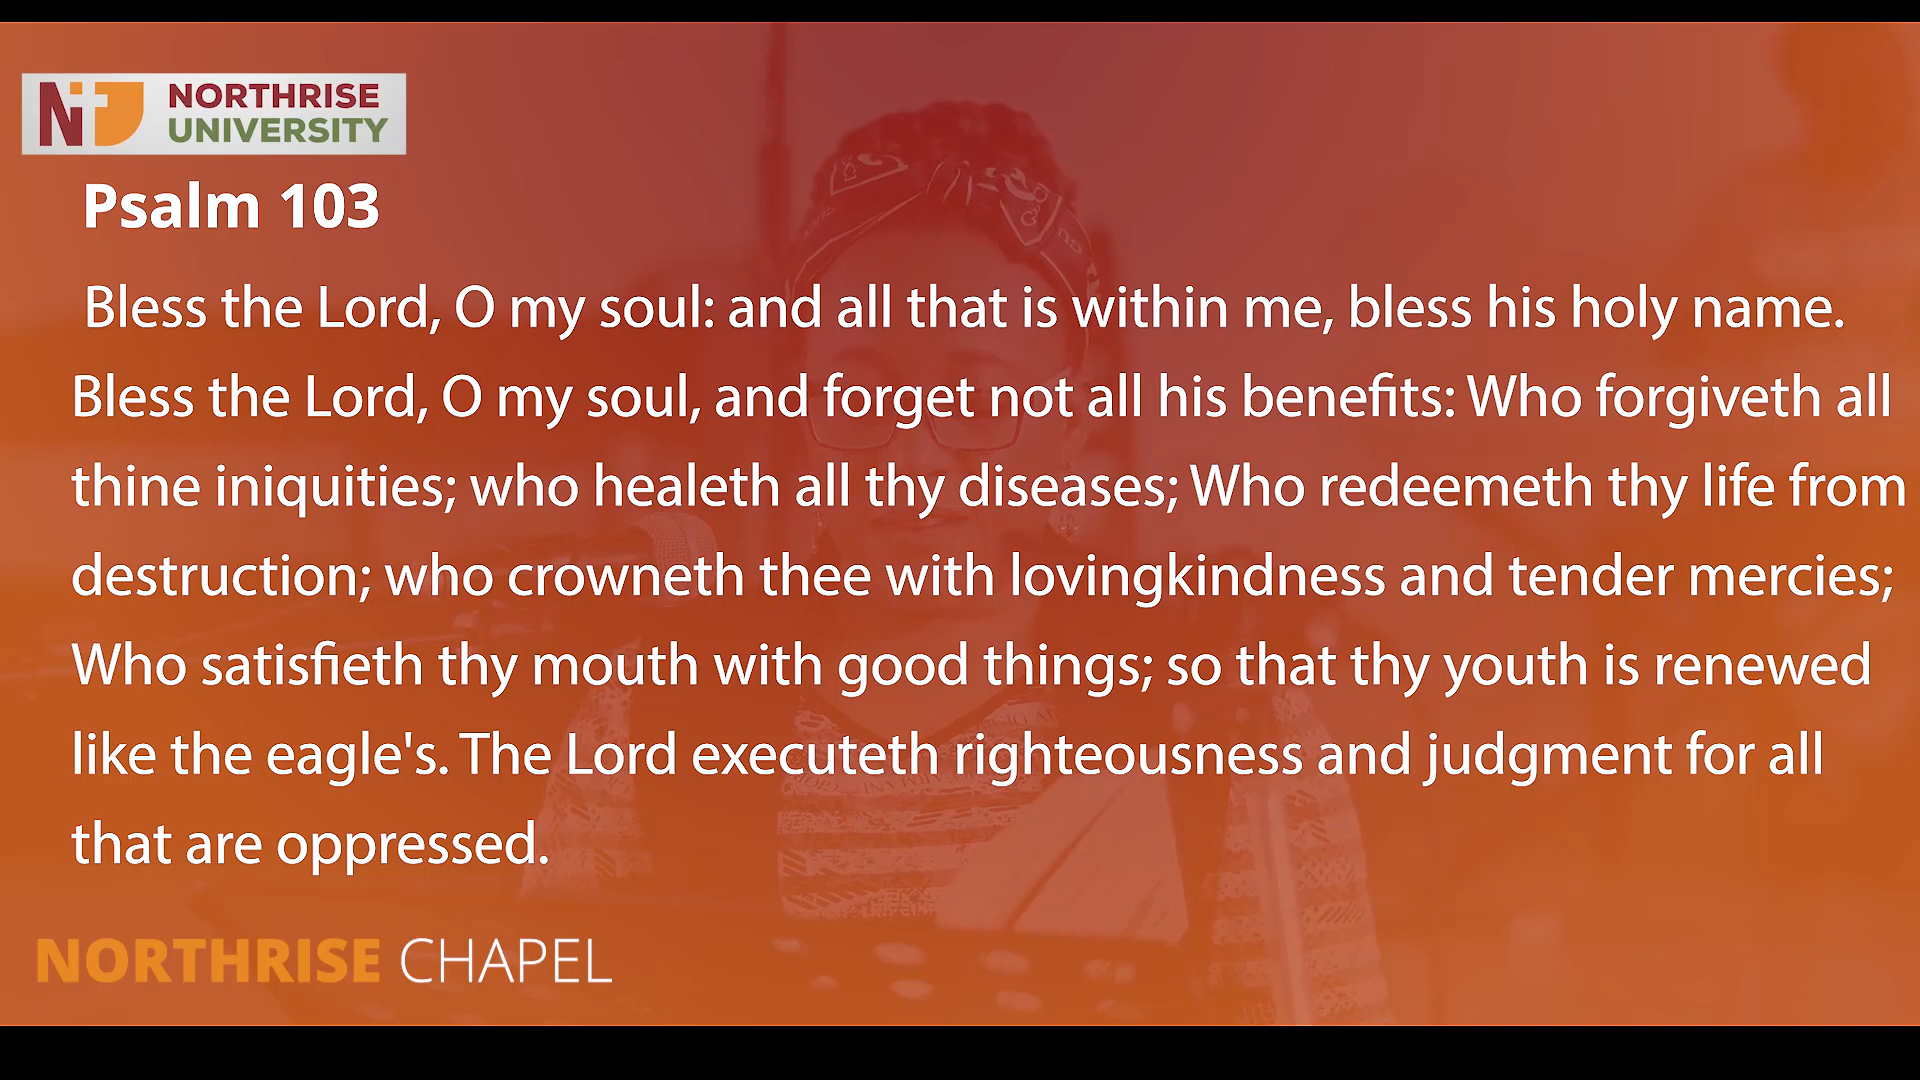 NORTHRISE
UNIVERSITY
Psalm 103
Bless the Lord, O my soul: and all that is within me, bless his holy name.
Bless the Lord, O my soul, and forget not all his benefits: Who forgiveth all
thine iniquities; who healeth all thy diseases; Who redeemeth thy life from
destruction; who crowneth thee with lovingkindness and tender mercies;
Who satisfieth thy mouth with good things; so that thy youth is renewed
like the eagle's. The Lord executeth righteousness and judgment for all
that are oppressed.
NORTHRISE CHAPEL